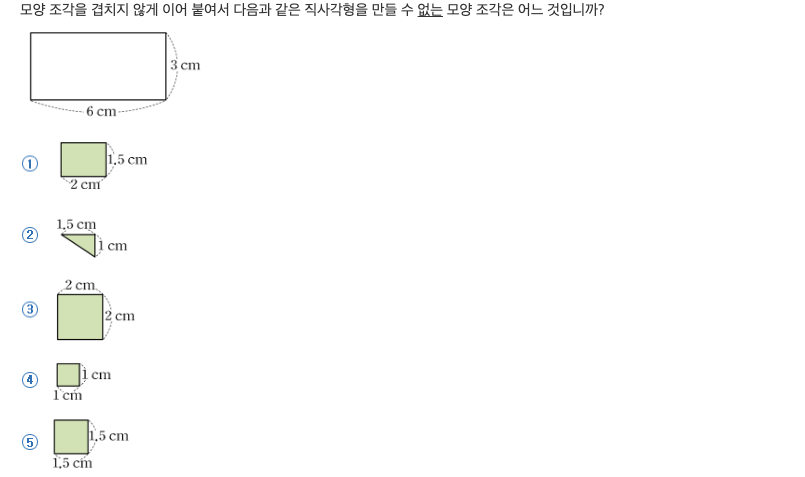 모양 조각을 겹치지 않게 이어 붙여서 다음과 같은 직사각형을 만들 수 없는 모양 조각은 어느 것입니까?
3 cm
6 cm
① 1.5 cm
2 cm
② 1.5 cm
1 cm
③ 2 cm
2 cm
④ 1 cm
1 cm
⑤ 1.5 cm
1.5 cm